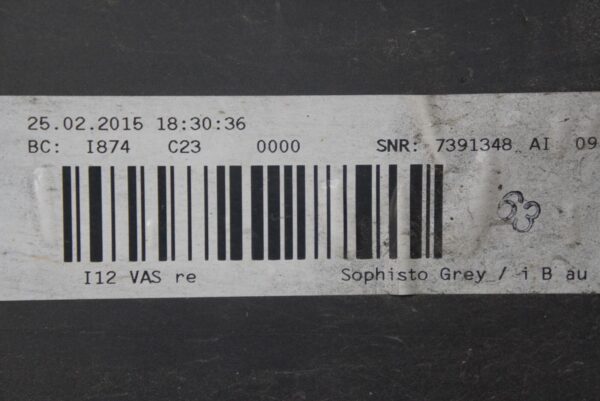 25.02.2015 18:30:36
BC: I874 C23 0000 SNR: 7391348 AI 09
63
I12 VAS re Sophisto Grey / i B au